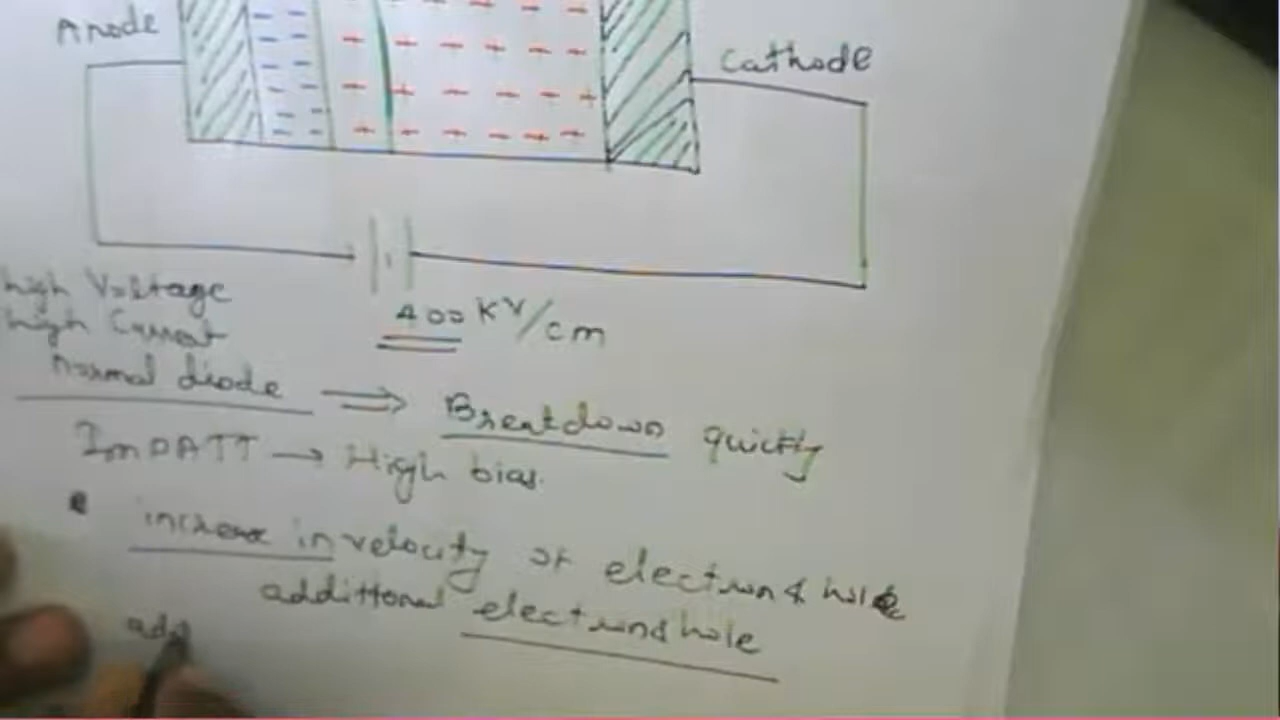 Anode
Cathode
high Voltage
high Current
400 KV/cm
Normal diode ⇒ Breakdown quickly
ImPATT → High bias.
increase in velocity of electron & hole
additional electron & hole
add